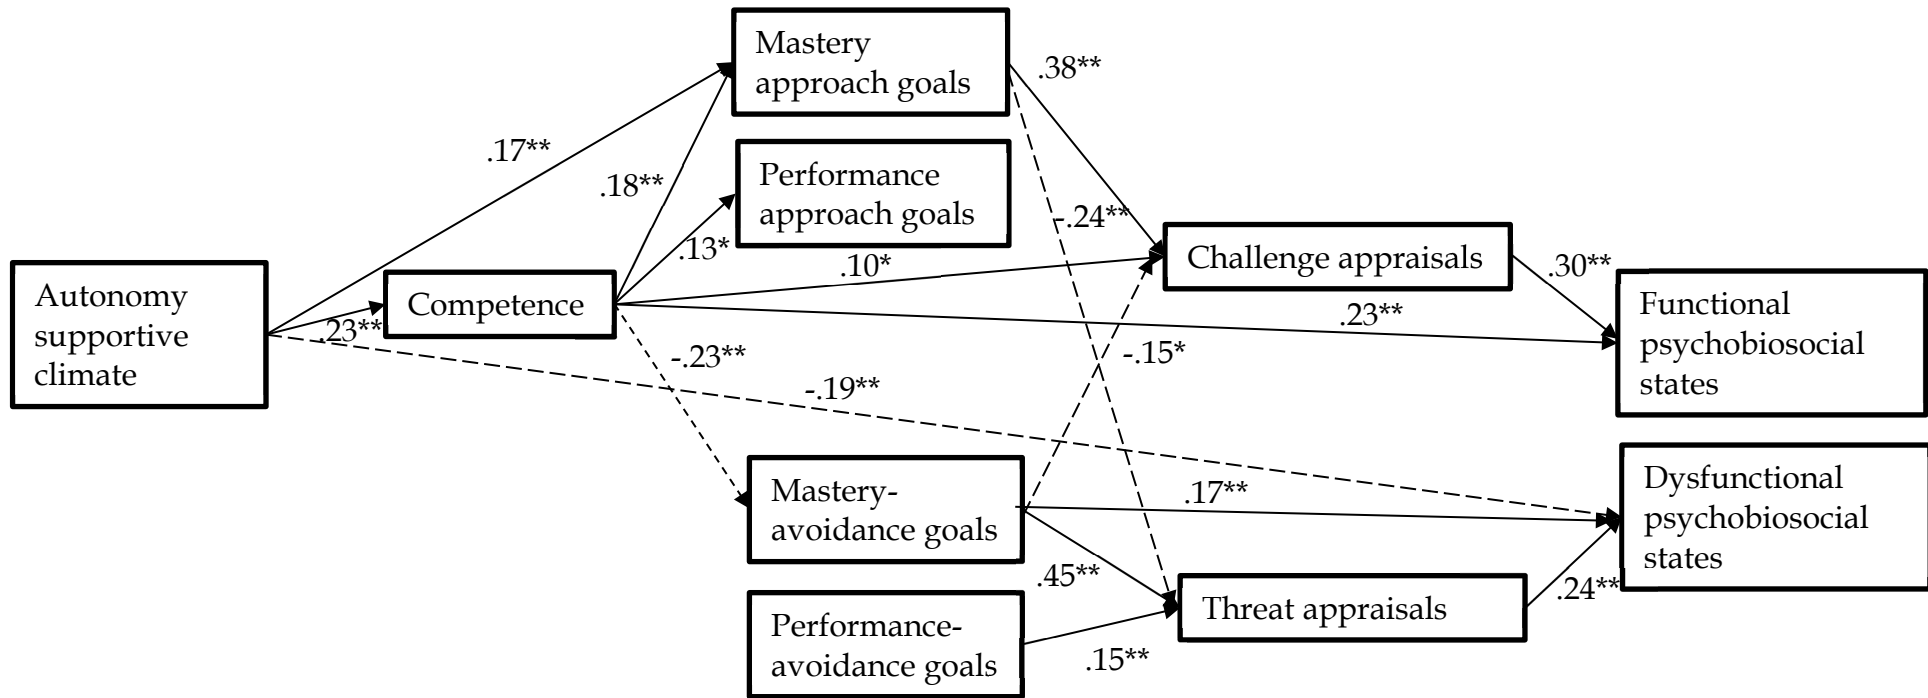 Mastery
approach goals
.38**
.17**
.18**
Performance
approach goals
-.24**
.13*
.10*
Challenge appraisals
.30**
Autonomy
supportive
climate
.23**
Competence
.23**
Functional
psychobiosocial
states
-.23**
-.15*
-.19**
Mastery-
avoidance goals
.17**
Dysfunctional
psychobiosocial
states
.45**
Threat appraisals
.24**
Performance-
avoidance goals
.15**